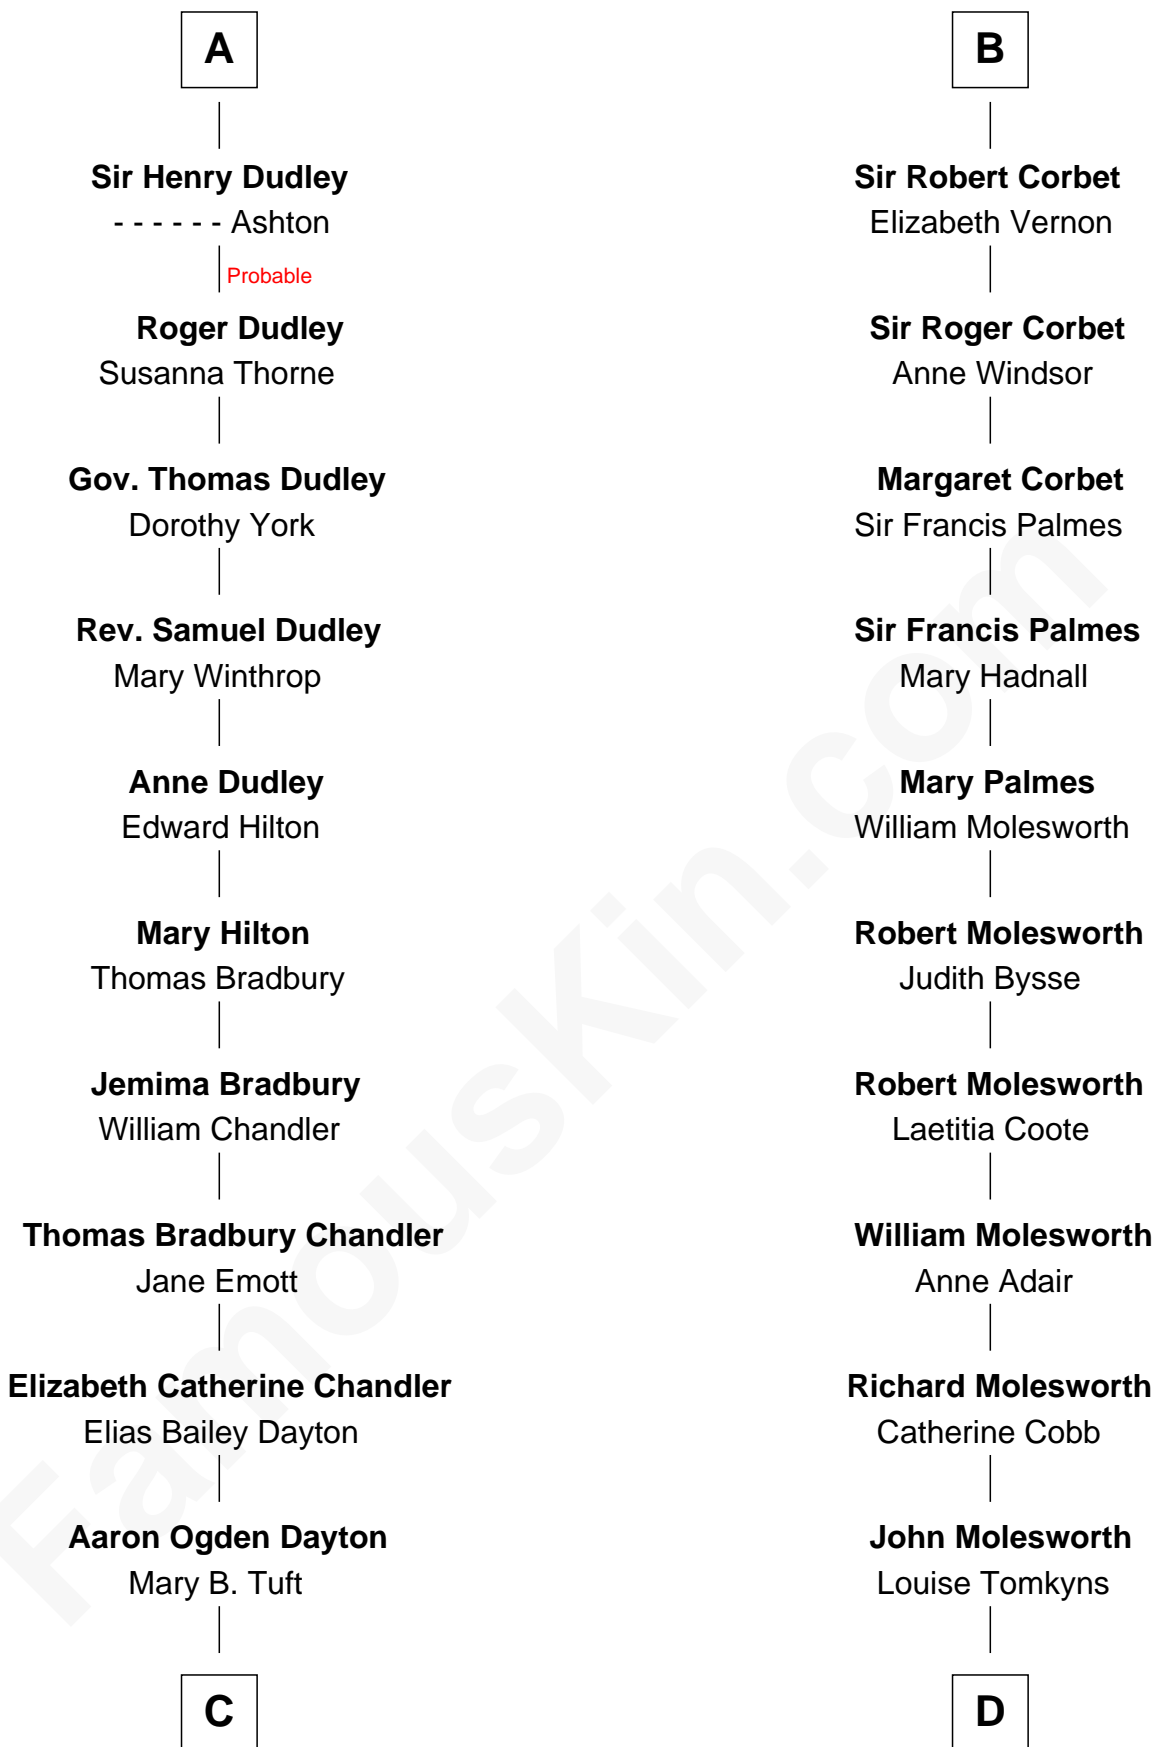 A
Sir Henry Dudley
- - - - - - Ashton
Probable
Roger Dudley
Susanna Thorne
Gov. Thomas Dudley
Dorothy York
Rev. Samuel Dudley
Mary Winthrop
Anne Dudley
Edward Hilton
Mary Hilton
Thomas Bradbury
Jemima Bradbury
William Chandler
Thomas Bradbury Chandler
Jane Emott
Elizabeth Catherine Chandler
Elias Bailey Dayton
Aaron Ogden Dayton
Mary B. Tuft
C
B
Sir Robert Corbet
Elizabeth Vernon
Sir Roger Corbet
Anne Windsor
Margaret Corbet
Sir Francis Palmes
Sir Francis Palmes
Mary Hadnall
Mary Palmes
William Molesworth
Robert Molesworth
Judith Bysse
Robert Molesworth
Laetitia Coote
William Molesworth
Anne Adair
Richard Molesworth
Catherine Cobb
John Molesworth
Louise Tomkyns
D
FamousKin.com